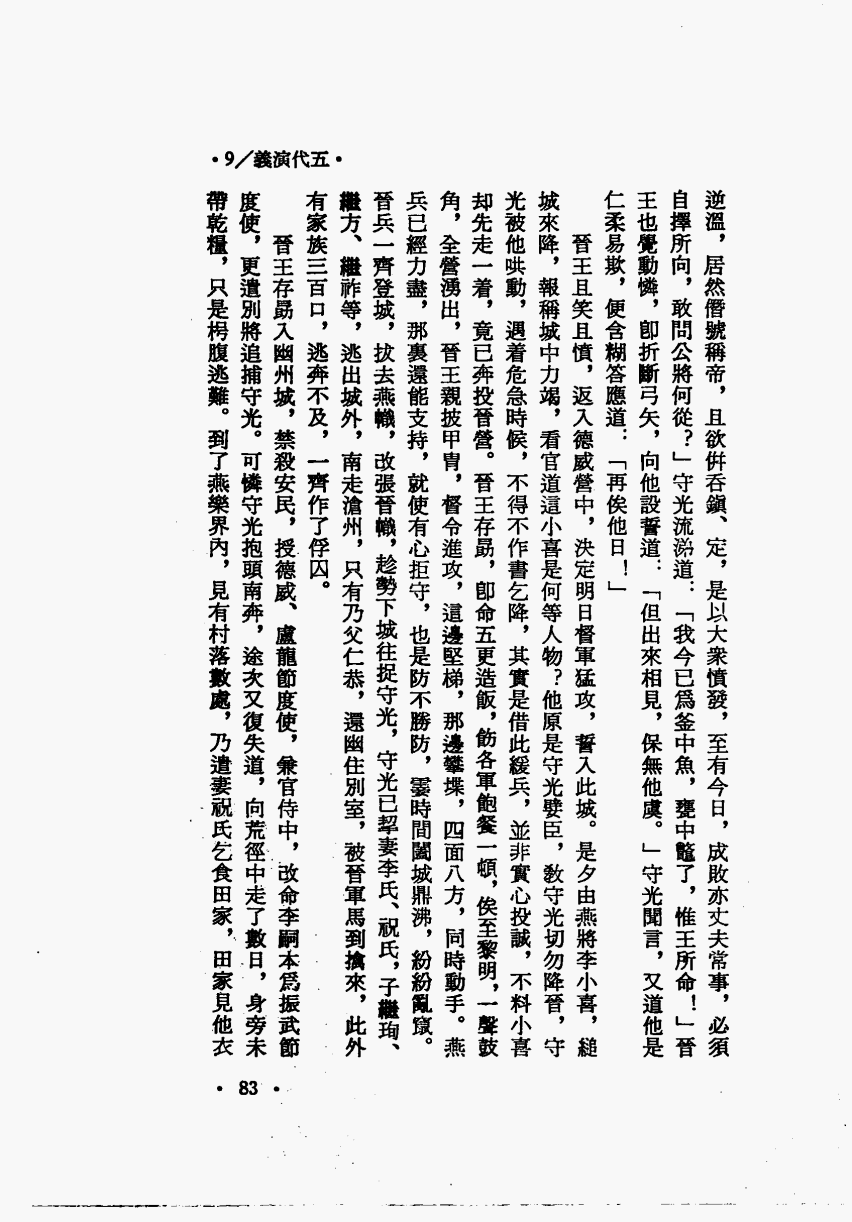 •9／義演代五•
逆溫，居然僭號稱帝，且欲併吞鎭、定，是以大衆憤發，至有今日，成敗亦丈夫常事，必須
自擇所向，敢問公將何從？」守光流涕道：「我今已爲釜中魚，甕中鼈了，惟王所命！」晉
王也覺動憐，卽折斷弓矢，向他設誓道：「但出來相見，保無他虞。」守光聞言，又道他是
仁柔易欺，便含糊答應道：「再俟他日！」
晉王且笑且憤，返入德威營中，決定明日督軍猛攻，誓入此城。是夕由燕將李小喜，縋
城來降，報稱城中力竭，看官道這小喜是何等人物？他原是守光嬖臣，敎守光切勿降晉，守
光被他哄動，遇着危急時候，不得不作書乞降，其實是借此緩兵，並非實心投誠，不料小喜
却先走一着，竟已奔投晉營。晉王存勗，卽命五更造飯，飭各軍飽餐一頓，俟至黎明，一聲鼓
角，全營湧出，晉王親披甲冑，督令進攻，這邊堅梯，那邊攀堞，四面八方，同時動手。燕
兵已經力盡，那裏還能支持，就使有心拒守，也是防不勝防，霎時間闔城鼎沸，紛紛亂竄。
晉兵一齊登城，拔去燕幟，改張晉幟，趁勢下城往捉守光，守光已挈妻李氏、祝氏，子繼珣、
繼方、繼祚等，逃出城外，南走滄州，只有乃父仁恭，還幽住別室，被晉軍馬到擒來，此外
有家族三百口，逃奔不及，一齊作了俘囚。
晉王存勗入幽州城，禁殺安民，授德威、盧龍節度使，兼官侍中，改命李嗣本爲振武節
度使，更遣別將追捕守光。可憐守光抱頭南奔，途次又復失道，向荒徑中走了數日，身旁未
帶乾糧，只是枵腹逃難。到了燕樂界內，見有村落數處，乃遣妻祝氏乞食田家，田家見他衣
•83•